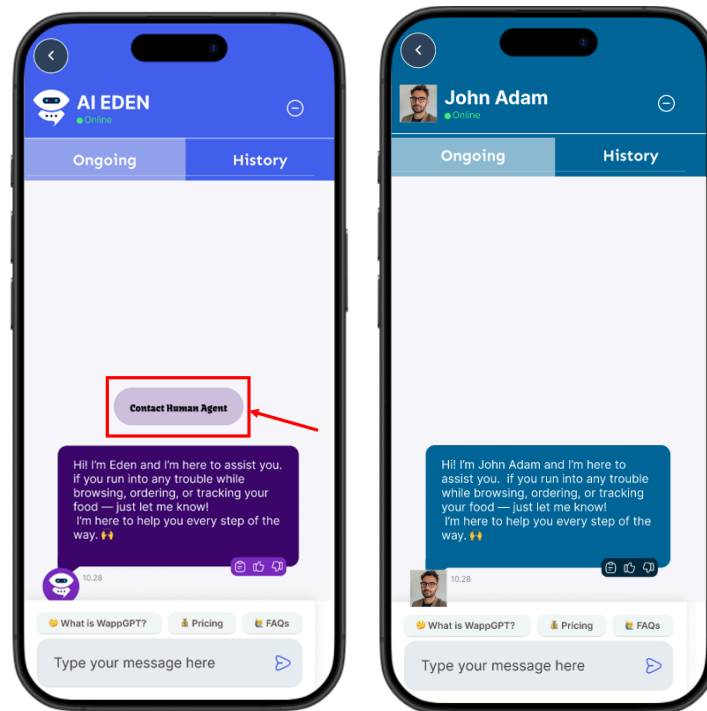 AI EDEN
Online
Ongoing
History
Contact Human Agent
Hi! I'm Eden and I'm here to assist you.
if you run into any trouble while
browsing, ordering, or tracking your
food — just let me know!
I'm here to help you every step of the
way. 🙌
10.28
🤔 What is WappGPT?
💰 Pricing
🙋 FAQs
Type your message here
John Adam
Online
Ongoing
History
Hi! I'm John Adam and I'm here to
assist you. if you run into any trouble
while browsing, ordering, or tracking
your food — just let me know!
I'm here to help you every step of the
way. 🙌
10.28
🤔 What is WappGPT?
💰 Pricing
🙋 FAQs
Type your message here